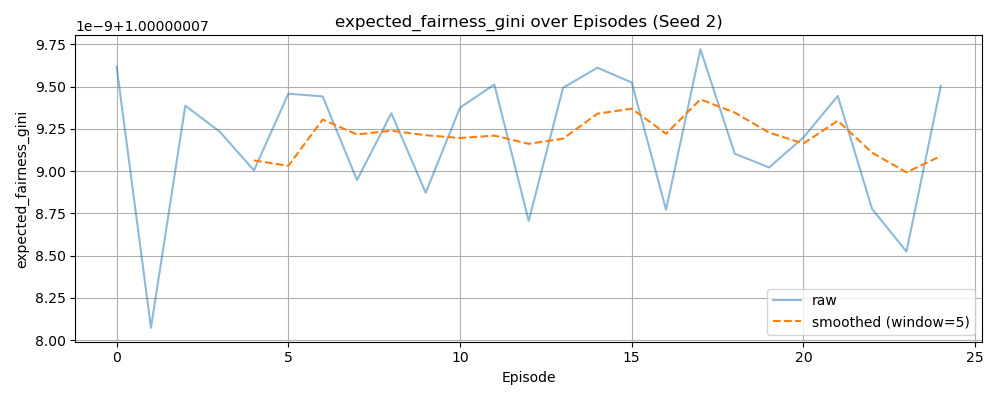 expected_fairness_gini over Episodes (Seed 2)
1e−9+1.00000007
9.75
9.50
9.25
9.00
8.75
8.50
8.25
8.00
expected_fairness_gini
raw
smoothed (window=5)
0 5 10 15 20 25
Episode